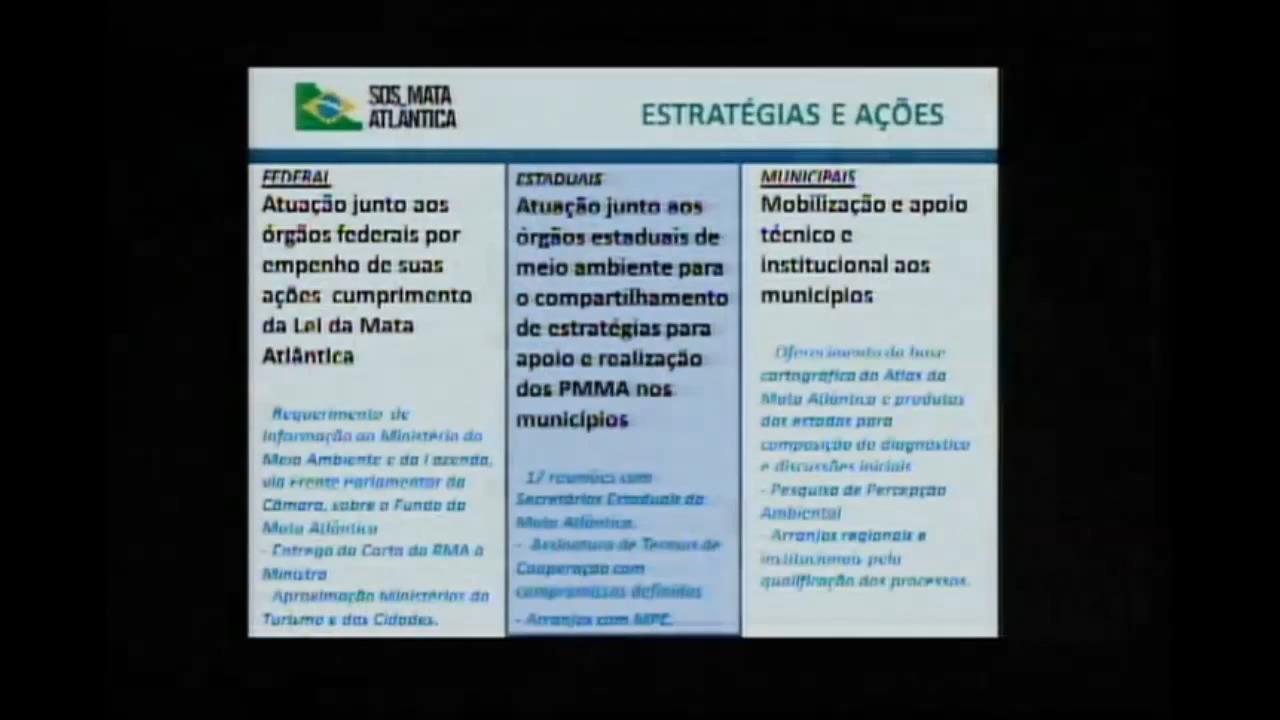 SOS MATA
ATLÂNTICA
ESTRATÉGIAS E AÇÕES
FEDERAL
Atuação junto aos
órgãos federais por
empenho de suas
ações cumprimento
da Lei da Mata
Atlântica
Requerimento de
informação ao Ministério do
Meio Ambiente e da Fazenda,
via Frente Parlamentar da
Câmara, sobre o Fundo da
Mata Atlântica
- Entrega da Carta da RMA a
Ministra
Aproximação Ministérios do
Turismo e das Cidades.
ESTADUAIS
Atuação junto aos
órgãos estaduais de
meio ambiente para
o compartilhamento
de estratégias para
apoio e realização
dos PMMA nos
municípios
17 reuniões com
Secretários Estaduais da
Mata Atlântica.
- Assinatura de Termos de
Cooperação com
compromissos definidos
- Arranjos com MPE.
MUNICIPAIS
Mobilização e apoio
técnico e
institucional aos
municípios
Oferecimento da base
cartográfica do Atlas da
Mata Atlântica e produtos
dos estados para
composição do diagnóstico
e discussões iniciais
- Pesquisa de Percepção
Ambiental
Arranjos regionais e
institucionais pela
qualificação dos processos.